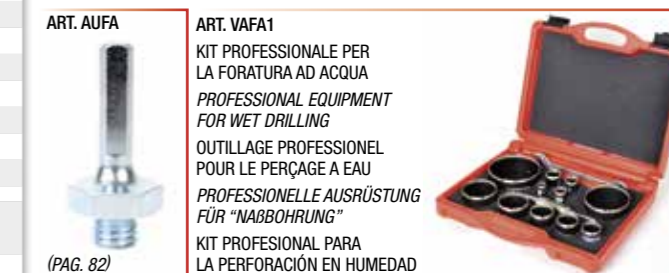 ART. AUFA
(PAG. 82)
ART. VAFA1
KIT PROFESSIONALE PER
LA FORATURA AD ACQUA
PROFESSIONAL EQUIPMENT
FOR WET DRILLING
OUTILLAGE PROFESSIONEL
POUR LE PERÇAGE A EAU
PROFESSIONELLE AUSRÜSTUNG
FÜR “NAßBOHRUNG”
KIT PROFESIONAL PARA
LA PERFORACIÓN EN HUMEDAD